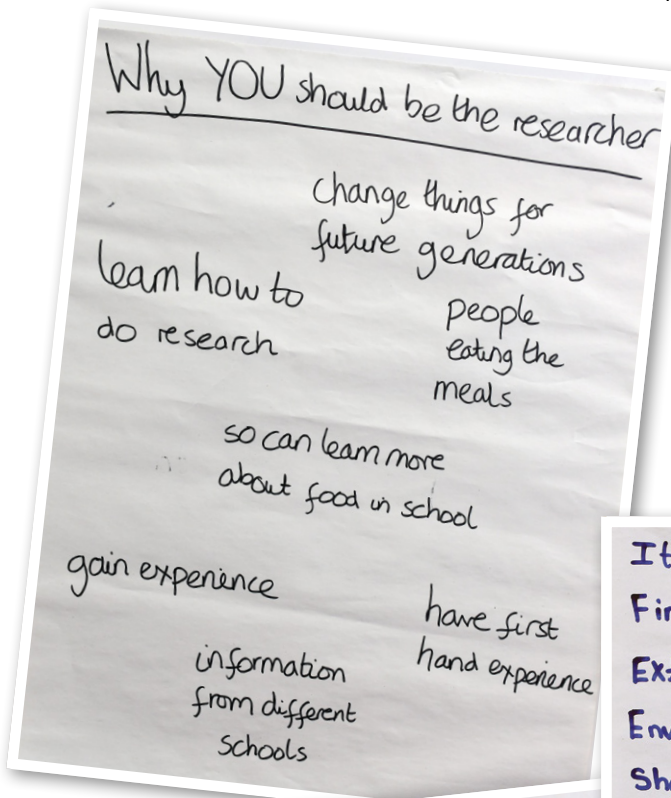 Why YOU should be the researcher
change things for
future generations
learn how to
do research
people
eating the
meals
so can learn more
about food in school
gain experience
have first
hand experience
information
from different
schools
It
Fir
Sh